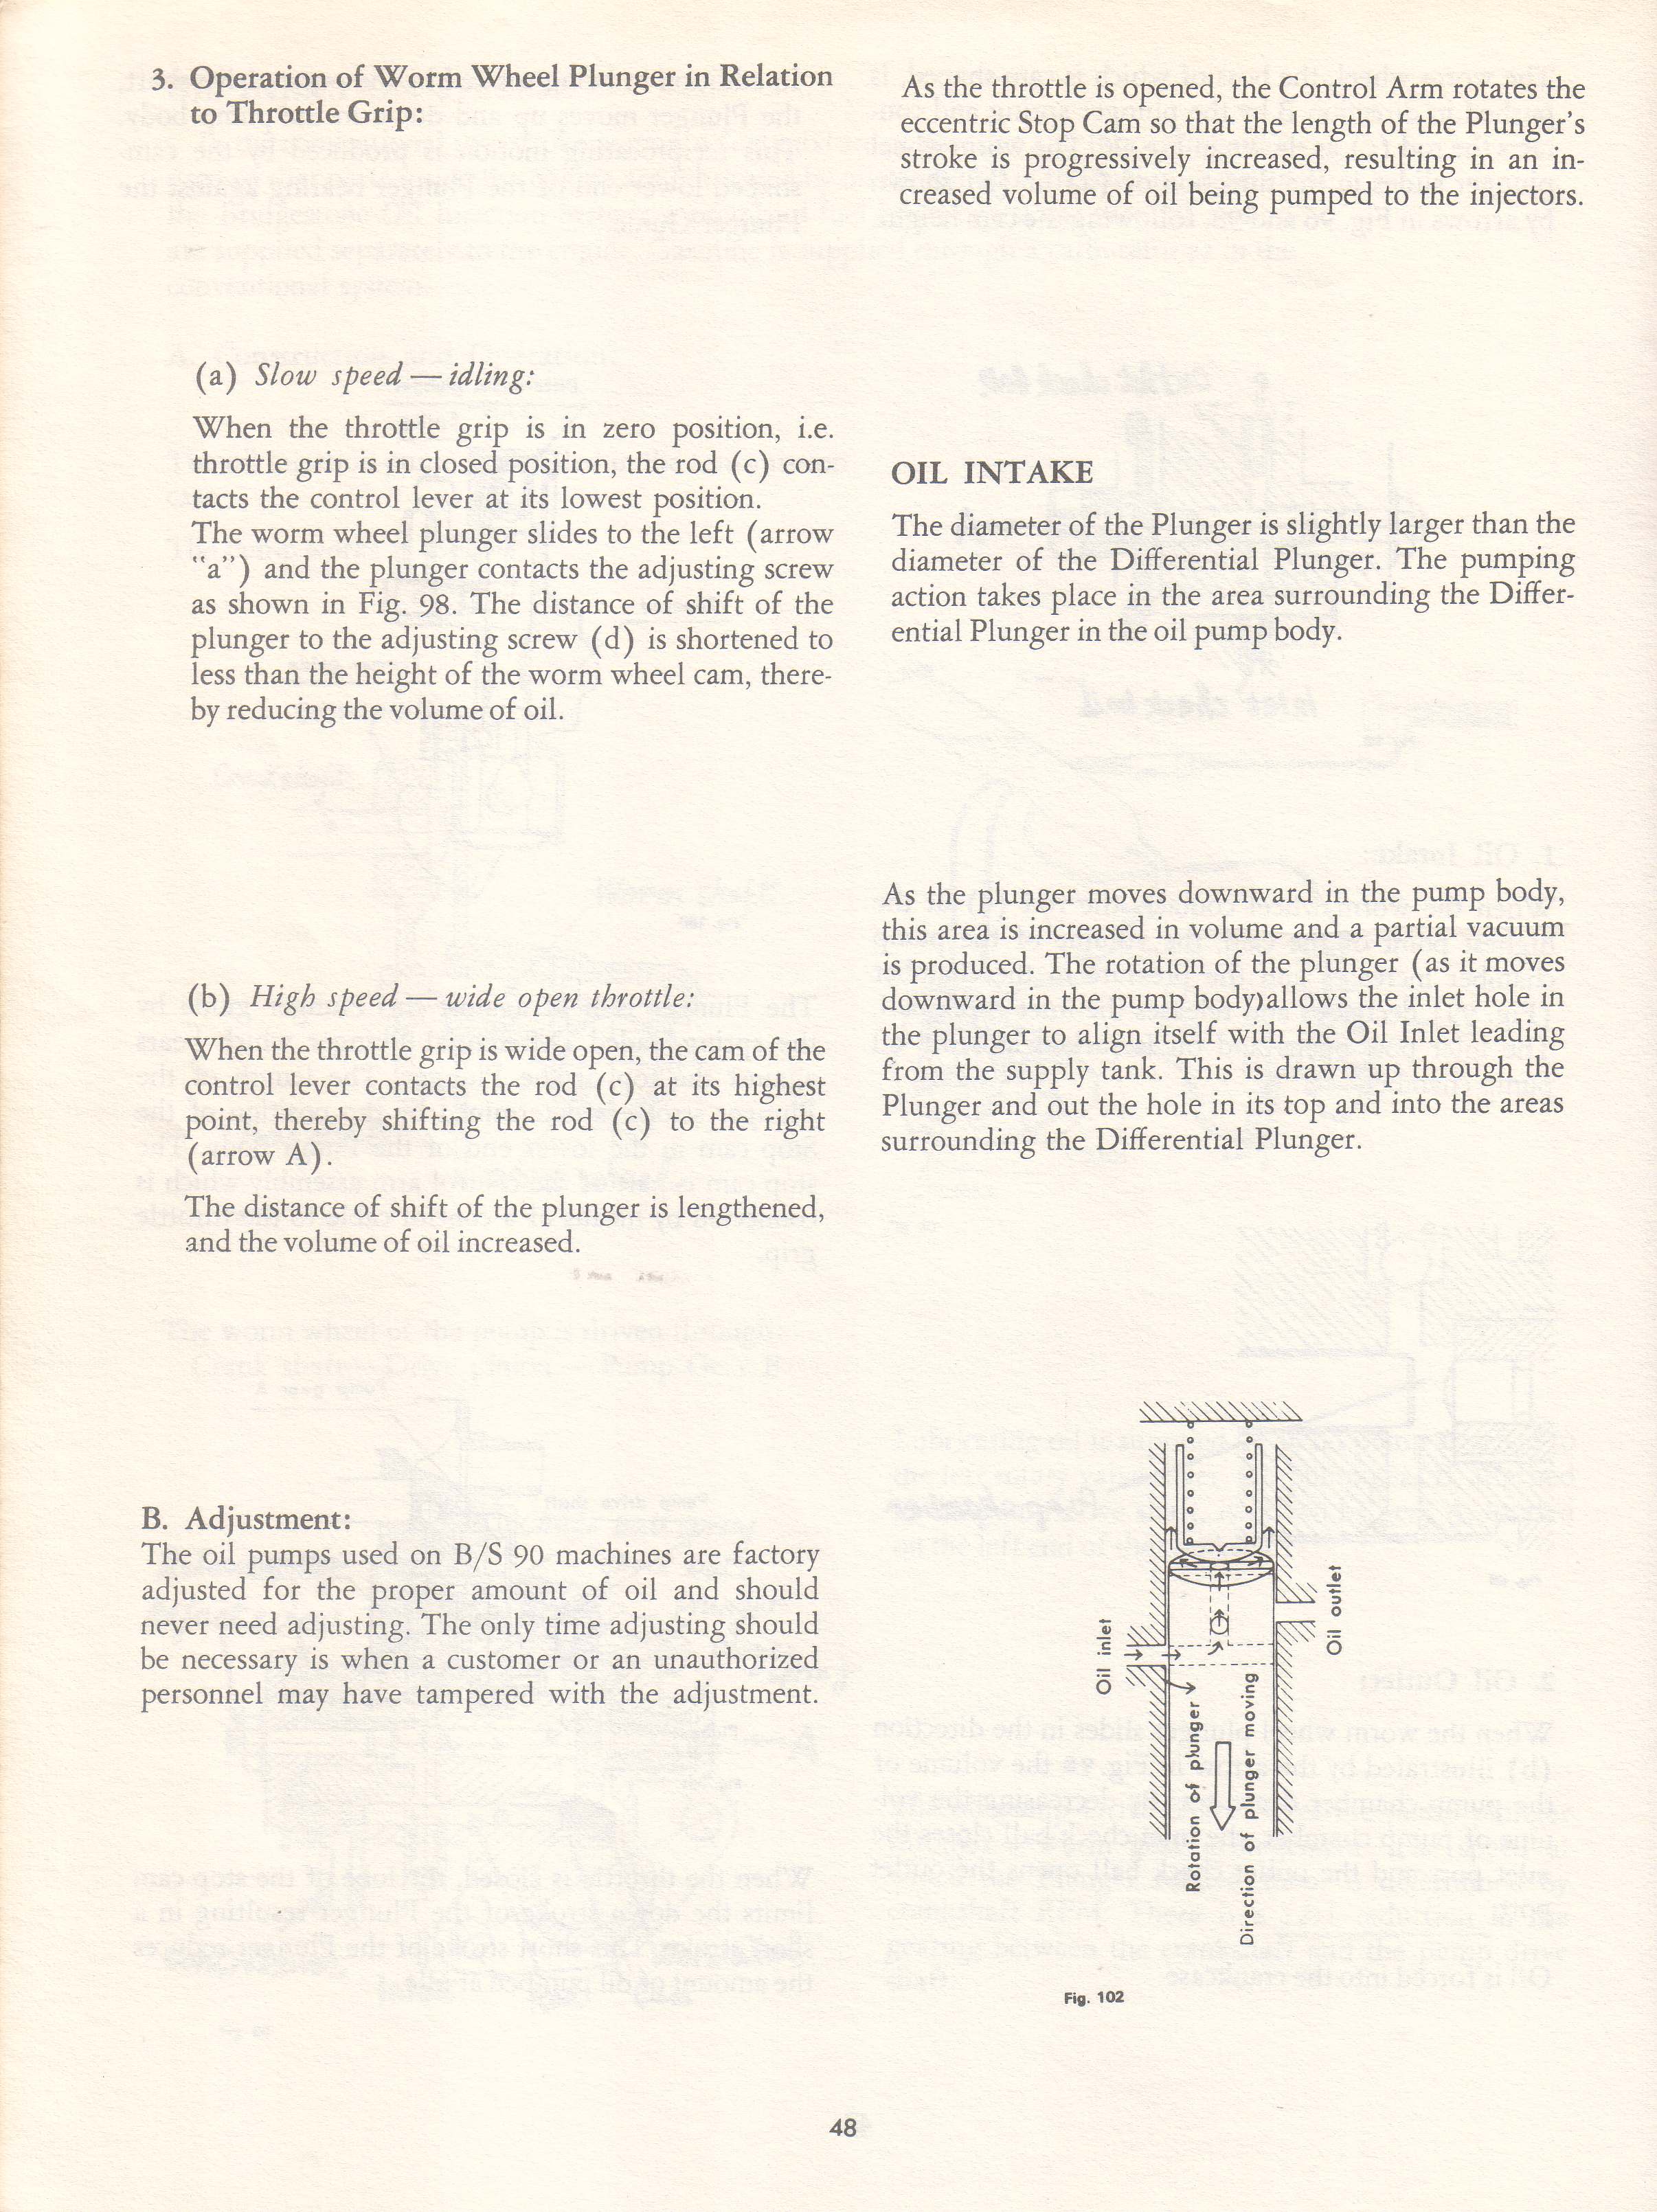 3. Operation of Worm Wheel Plunger in Relation
to Throttle Grip:
(a) Slow speed — idling:
When the throttle grip is in zero position, i.e.
throttle grip is in closed position, the rod (c) con-
tacts the control lever at its lowest position.
The worm wheel plunger slides to the left (arrow
"a") and the plunger contacts the adjusting screw
as shown in Fig. 98. The distance of shift of the
plunger to the adjusting screw (d) is shortened to
less than the height of the worm wheel cam, there-
by reducing the volume of oil.
(b) High speed — wide open throttle:
When the throttle grip is wide open, the cam of the
control lever contacts the rod (c) at its highest
point, thereby shifting the rod (c) to the right
(arrow A).
The distance of shift of the plunger is lengthened,
and the volume of oil increased.
B. Adjustment:
The oil pumps used on B/S 90 machines are factory
adjusted for the proper amount of oil and should
never need adjusting. The only time adjusting should
be necessary is when a customer or an unauthorized
personnel may have tampered with the adjustment.
As the throttle is opened, the Control Arm rotates the
eccentric Stop Cam so that the length of the Plunger's
stroke is progressively increased, resulting in an in-
creased volume of oil being pumped to the injectors.
OIL INTAKE
The diameter of the Plunger is slightly larger than the
diameter of the Differential Plunger. The pumping
action takes place in the area surrounding the Differ-
ential Plunger in the oil pump body.
As the plunger moves downward in the pump body,
this area is increased in volume and a partial vacuum
is produced. The rotation of the plunger (as it moves
downward in the pump body)allows the inlet hole in
the plunger to align itself with the Oil Inlet leading
from the supply tank. This is drawn up through the
Plunger and out the hole in its top and into the areas
surrounding the Differential Plunger.
Oil inlet
Oil outlet
Rotation of plunger
Direction of plunger moving
Fig. 102
48